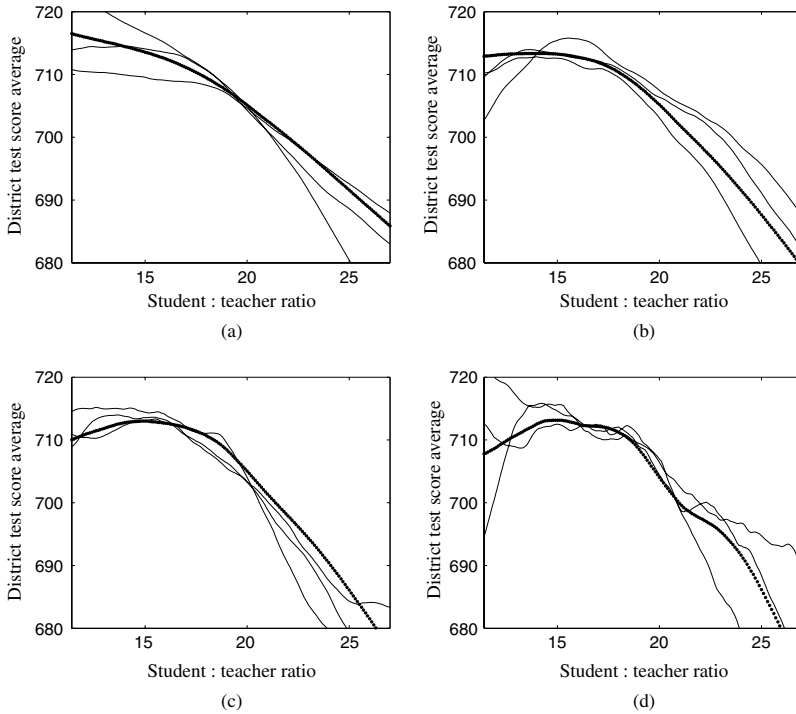 720
710
700
690
680
District test score average
15 20 25
Student : teacher ratio
(a)
720
710
700
690
680
District test score average
15 20 25
Student : teacher ratio
(b)
720
710
700
690
680
District test score average
15 20 25
Student : teacher ratio
(c)
720
710
700
690
680
District test score average
15 20 25
Student : teacher ratio
(d)